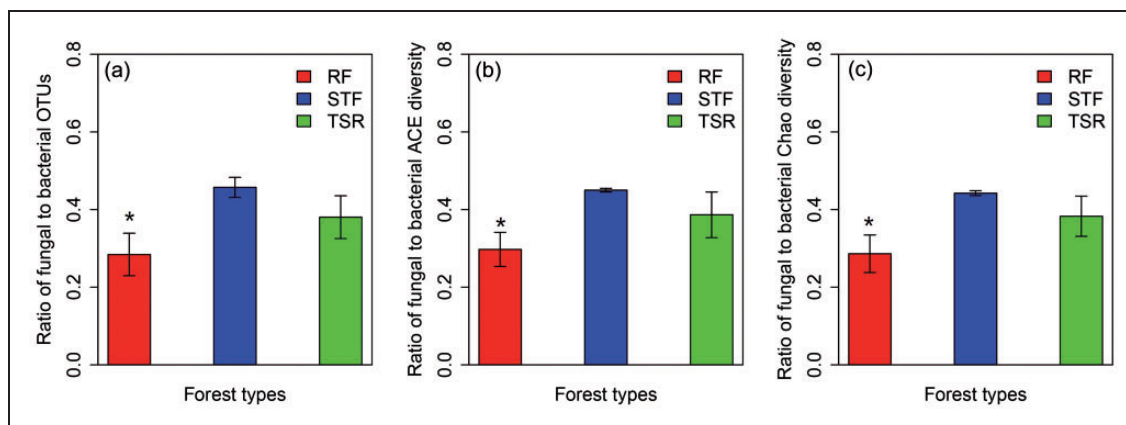 Ratio of fungal to bacterial OTUs
0.8
0.6
0.4
0.2
0.0
(a)
RF
STF
TSR
*
Forest types
Ratio of fungal to bacterial ACE diversity
0.8
0.6
0.4
0.2
0.0
(b)
RF
STF
TSR
*
Forest types
Ratio of fungal to bacterial Chao diversity
0.8
0.6
0.4
0.2
0.0
(c)
RF
STF
TSR
*
Forest types